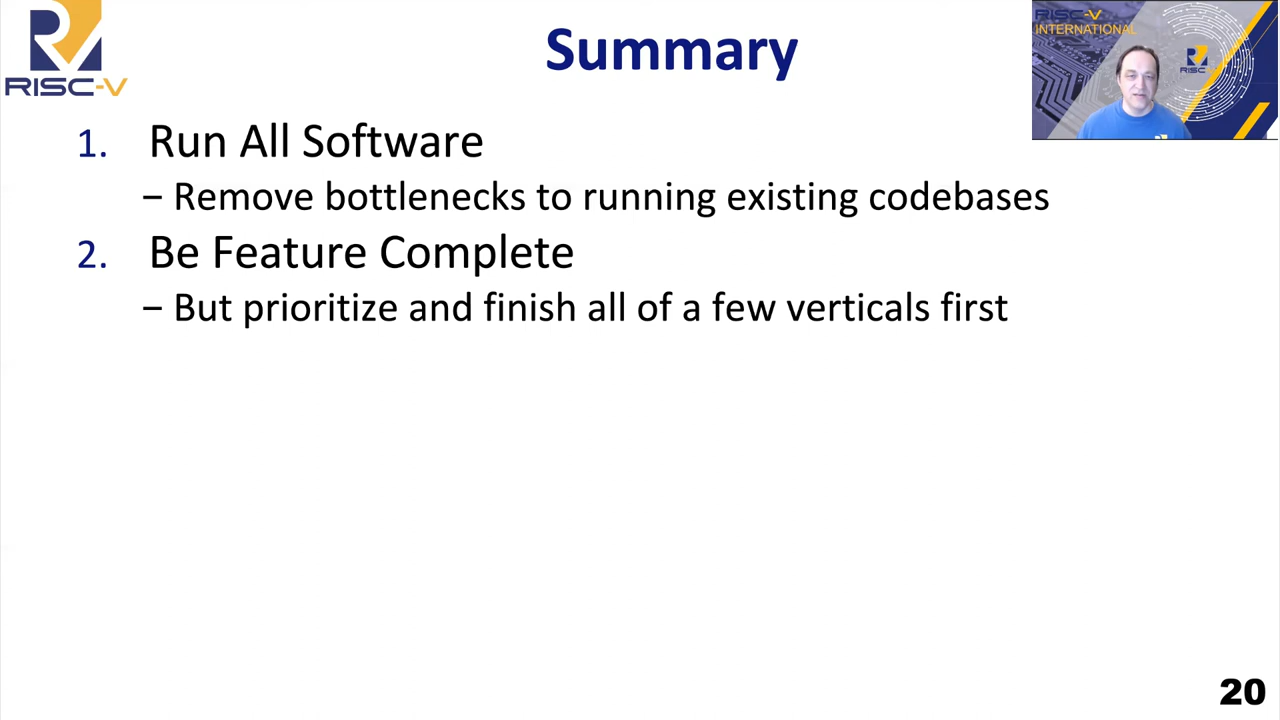 RISC-V
Summary
RISC-V
INTERNATIONAL
RISC-V
1. Run All Software
– Remove bottlenecks to running existing codebases
2. Be Feature Complete
– But prioritize and finish all of a few verticals first
20